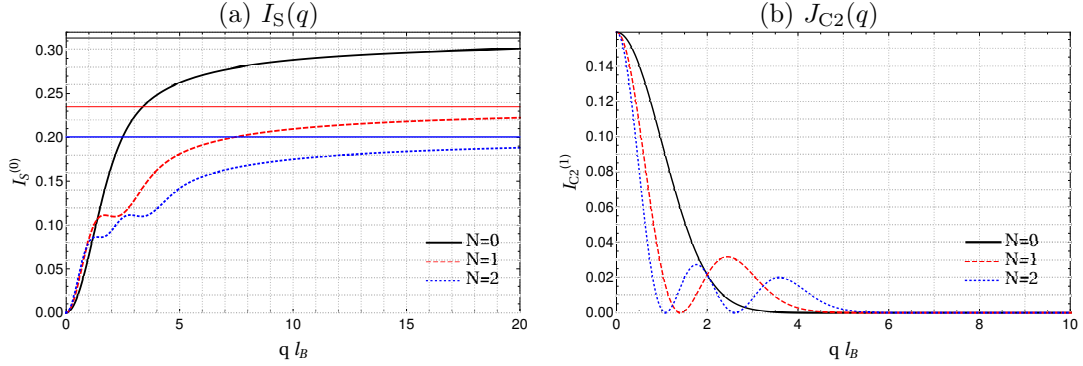 (a) I_S(q)
I_S^(0)
0.30
0.25
0.20
0.15
0.10
0.05
0.00
N=0
N=1
N=2
0 5 10 15 20
q l_B
(b) J_C2(q)
I_C2^(1)
0.14
0.12
0.10
0.08
0.06
0.04
0.02
0.00
N=0
N=1
N=2
0 2 4 6 8 10
q l_B